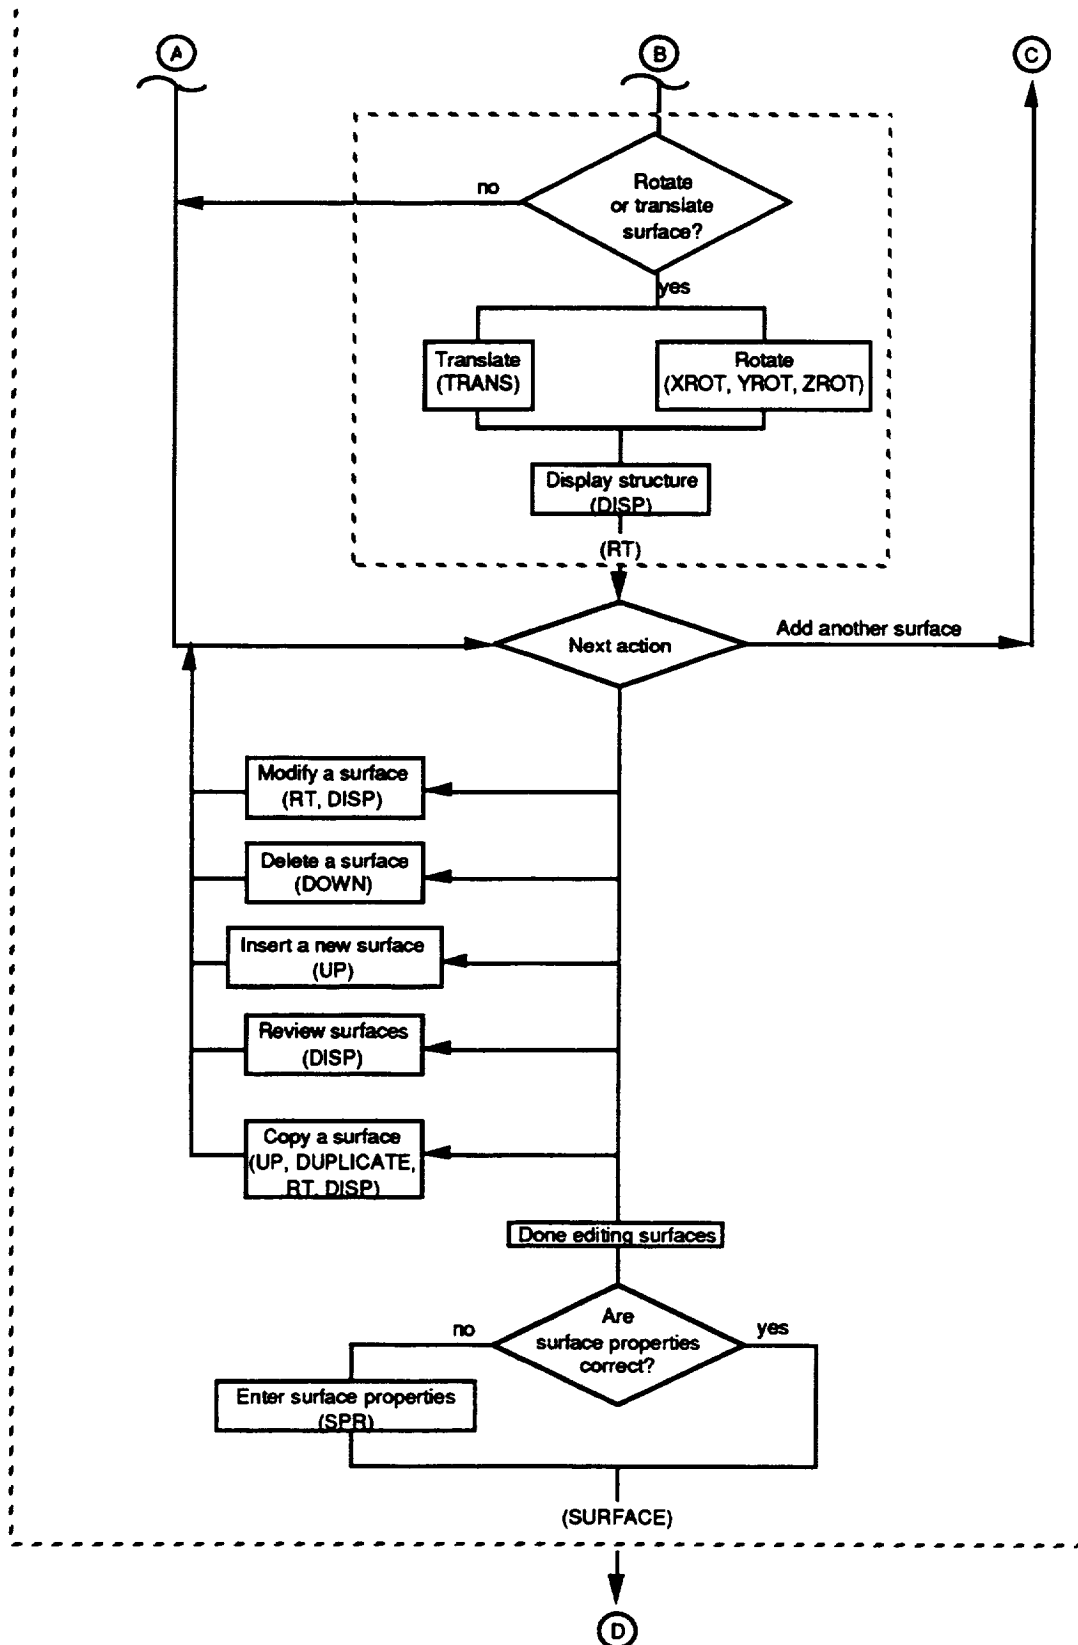 A
B
C
Rotate
or translate
surface?
no
yes
Translate
(TRANS)
Rotate
(XROT, YROT, ZROT)
Display structure
(DISP)
(RT)
Next action
Add another surface
Modify a surface
(RT, DISP)
Delete a surface
(DOWN)
Insert a new surface
(UP)
Review surfaces
(DISP)
Copy a surface
(UP, DUPLICATE,
RT, DISP)
Done editing surfaces
Are
surface properties
correct?
no
yes
Enter surface properties
(SPR)
(SURFACE)
D